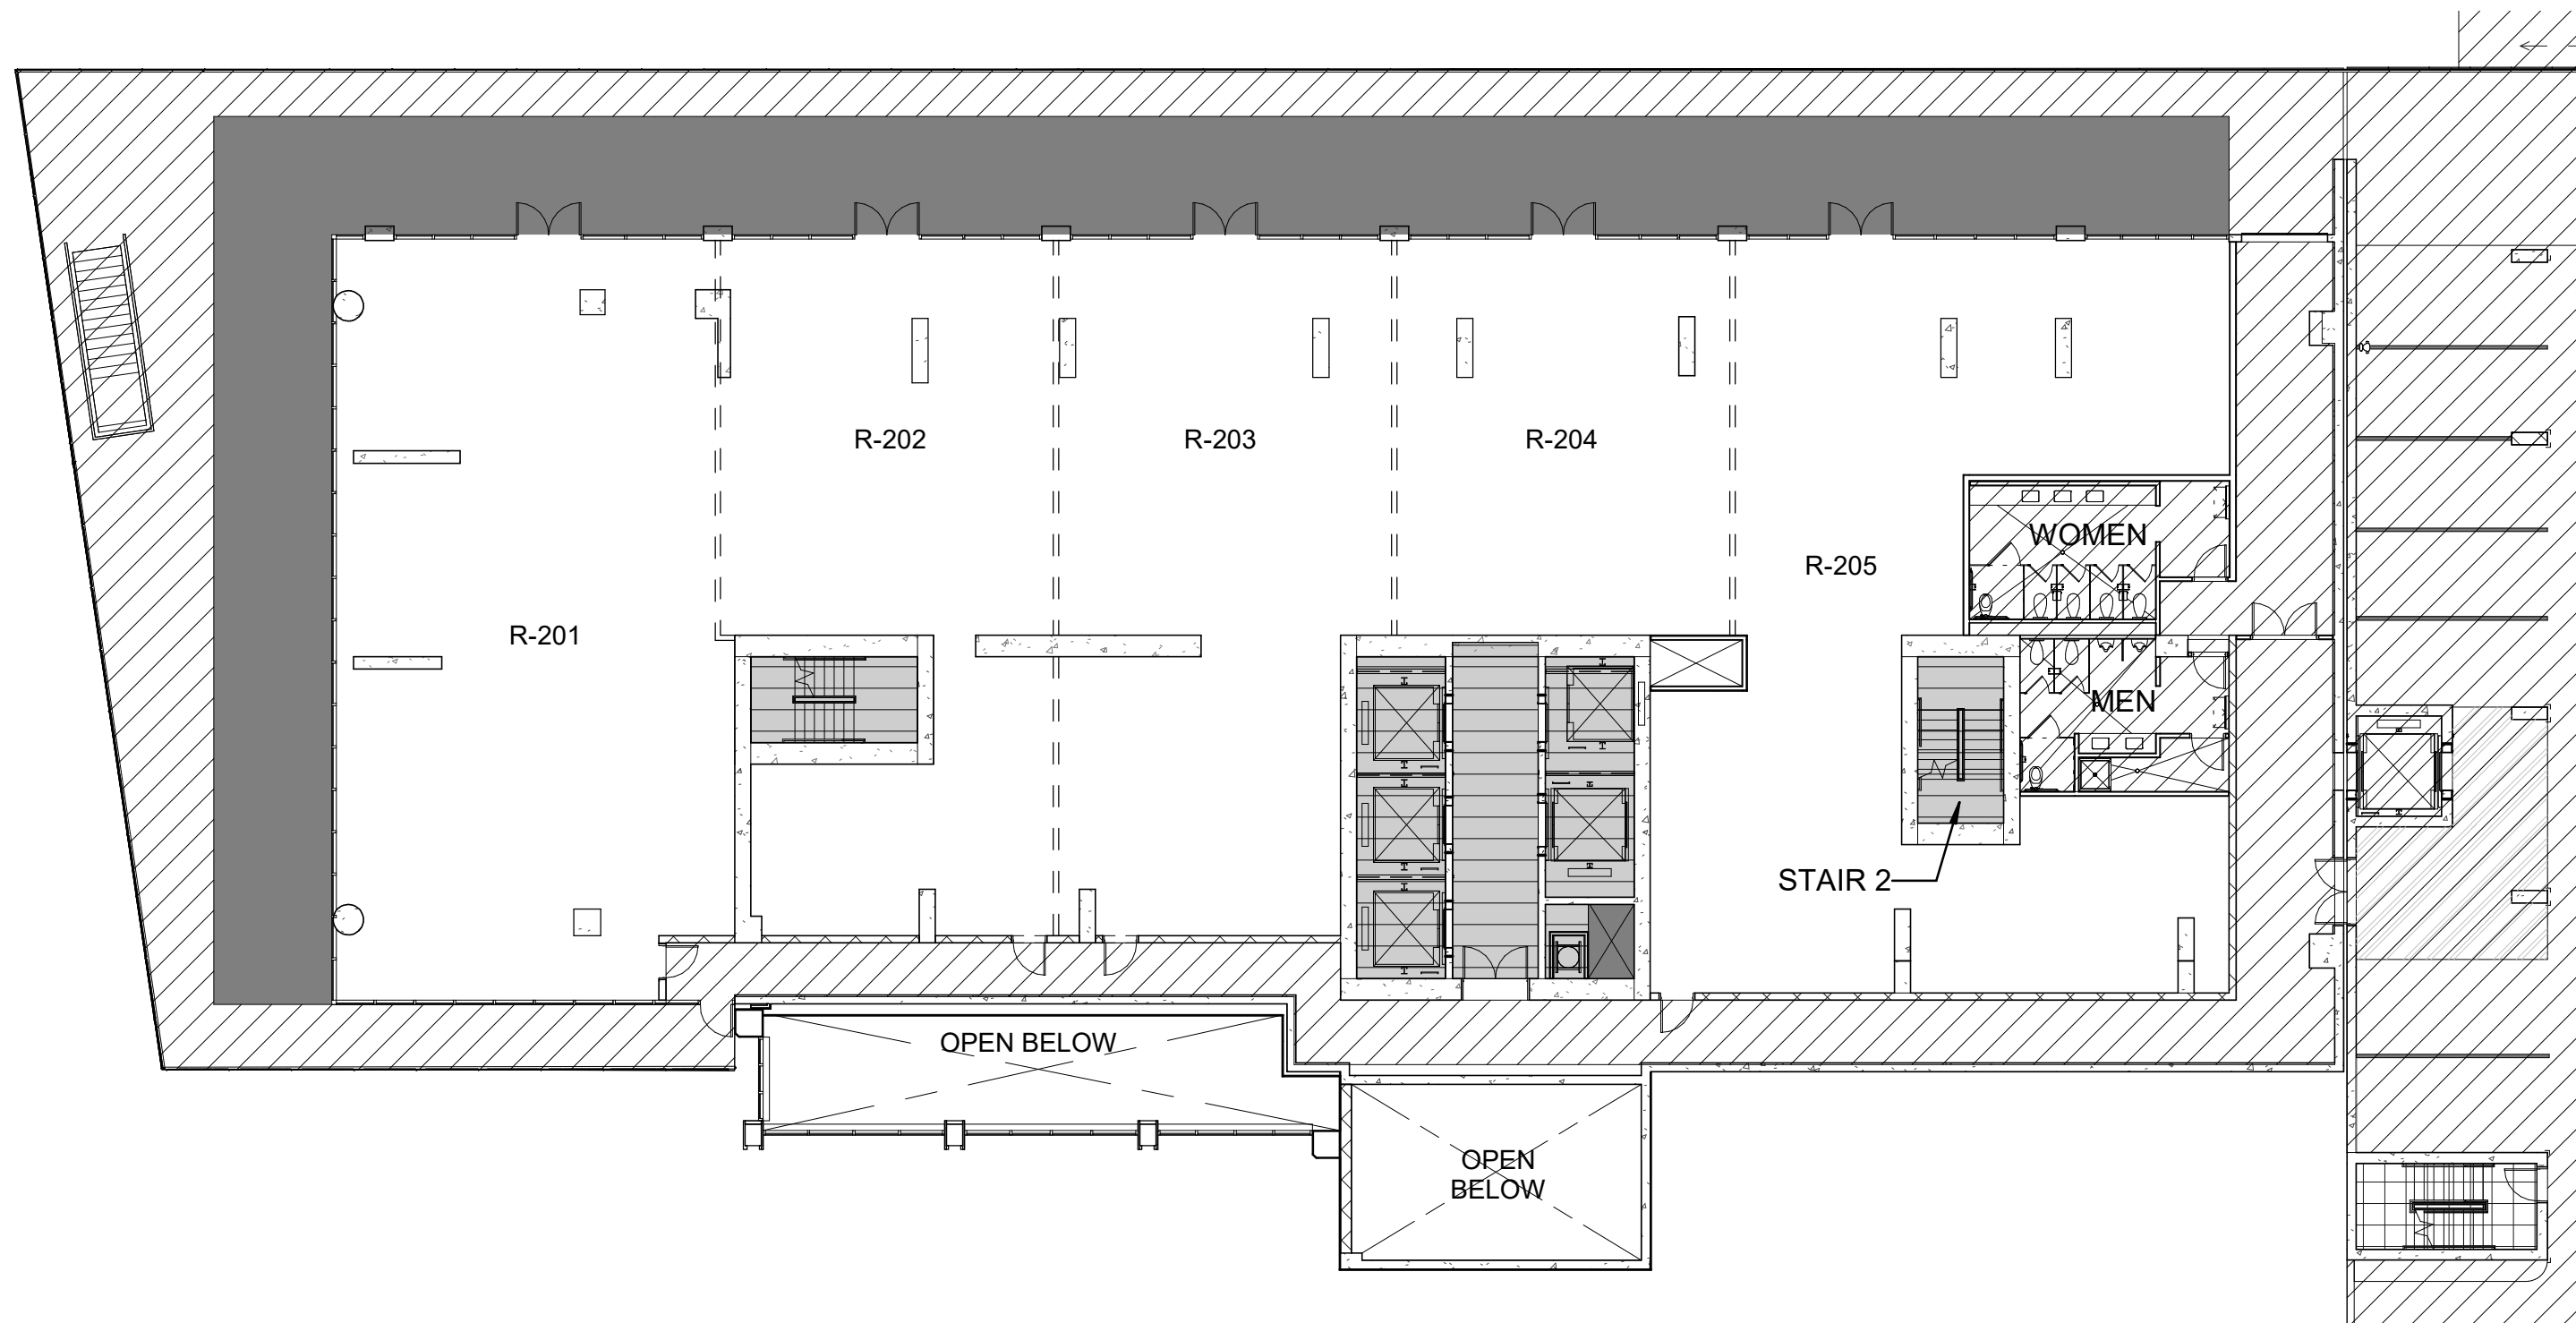 R-202
R-203
R-204
WOMEN
R-205
R-201
MEN
STAIR 2
OPEN BELOW
OPEN
BELOW